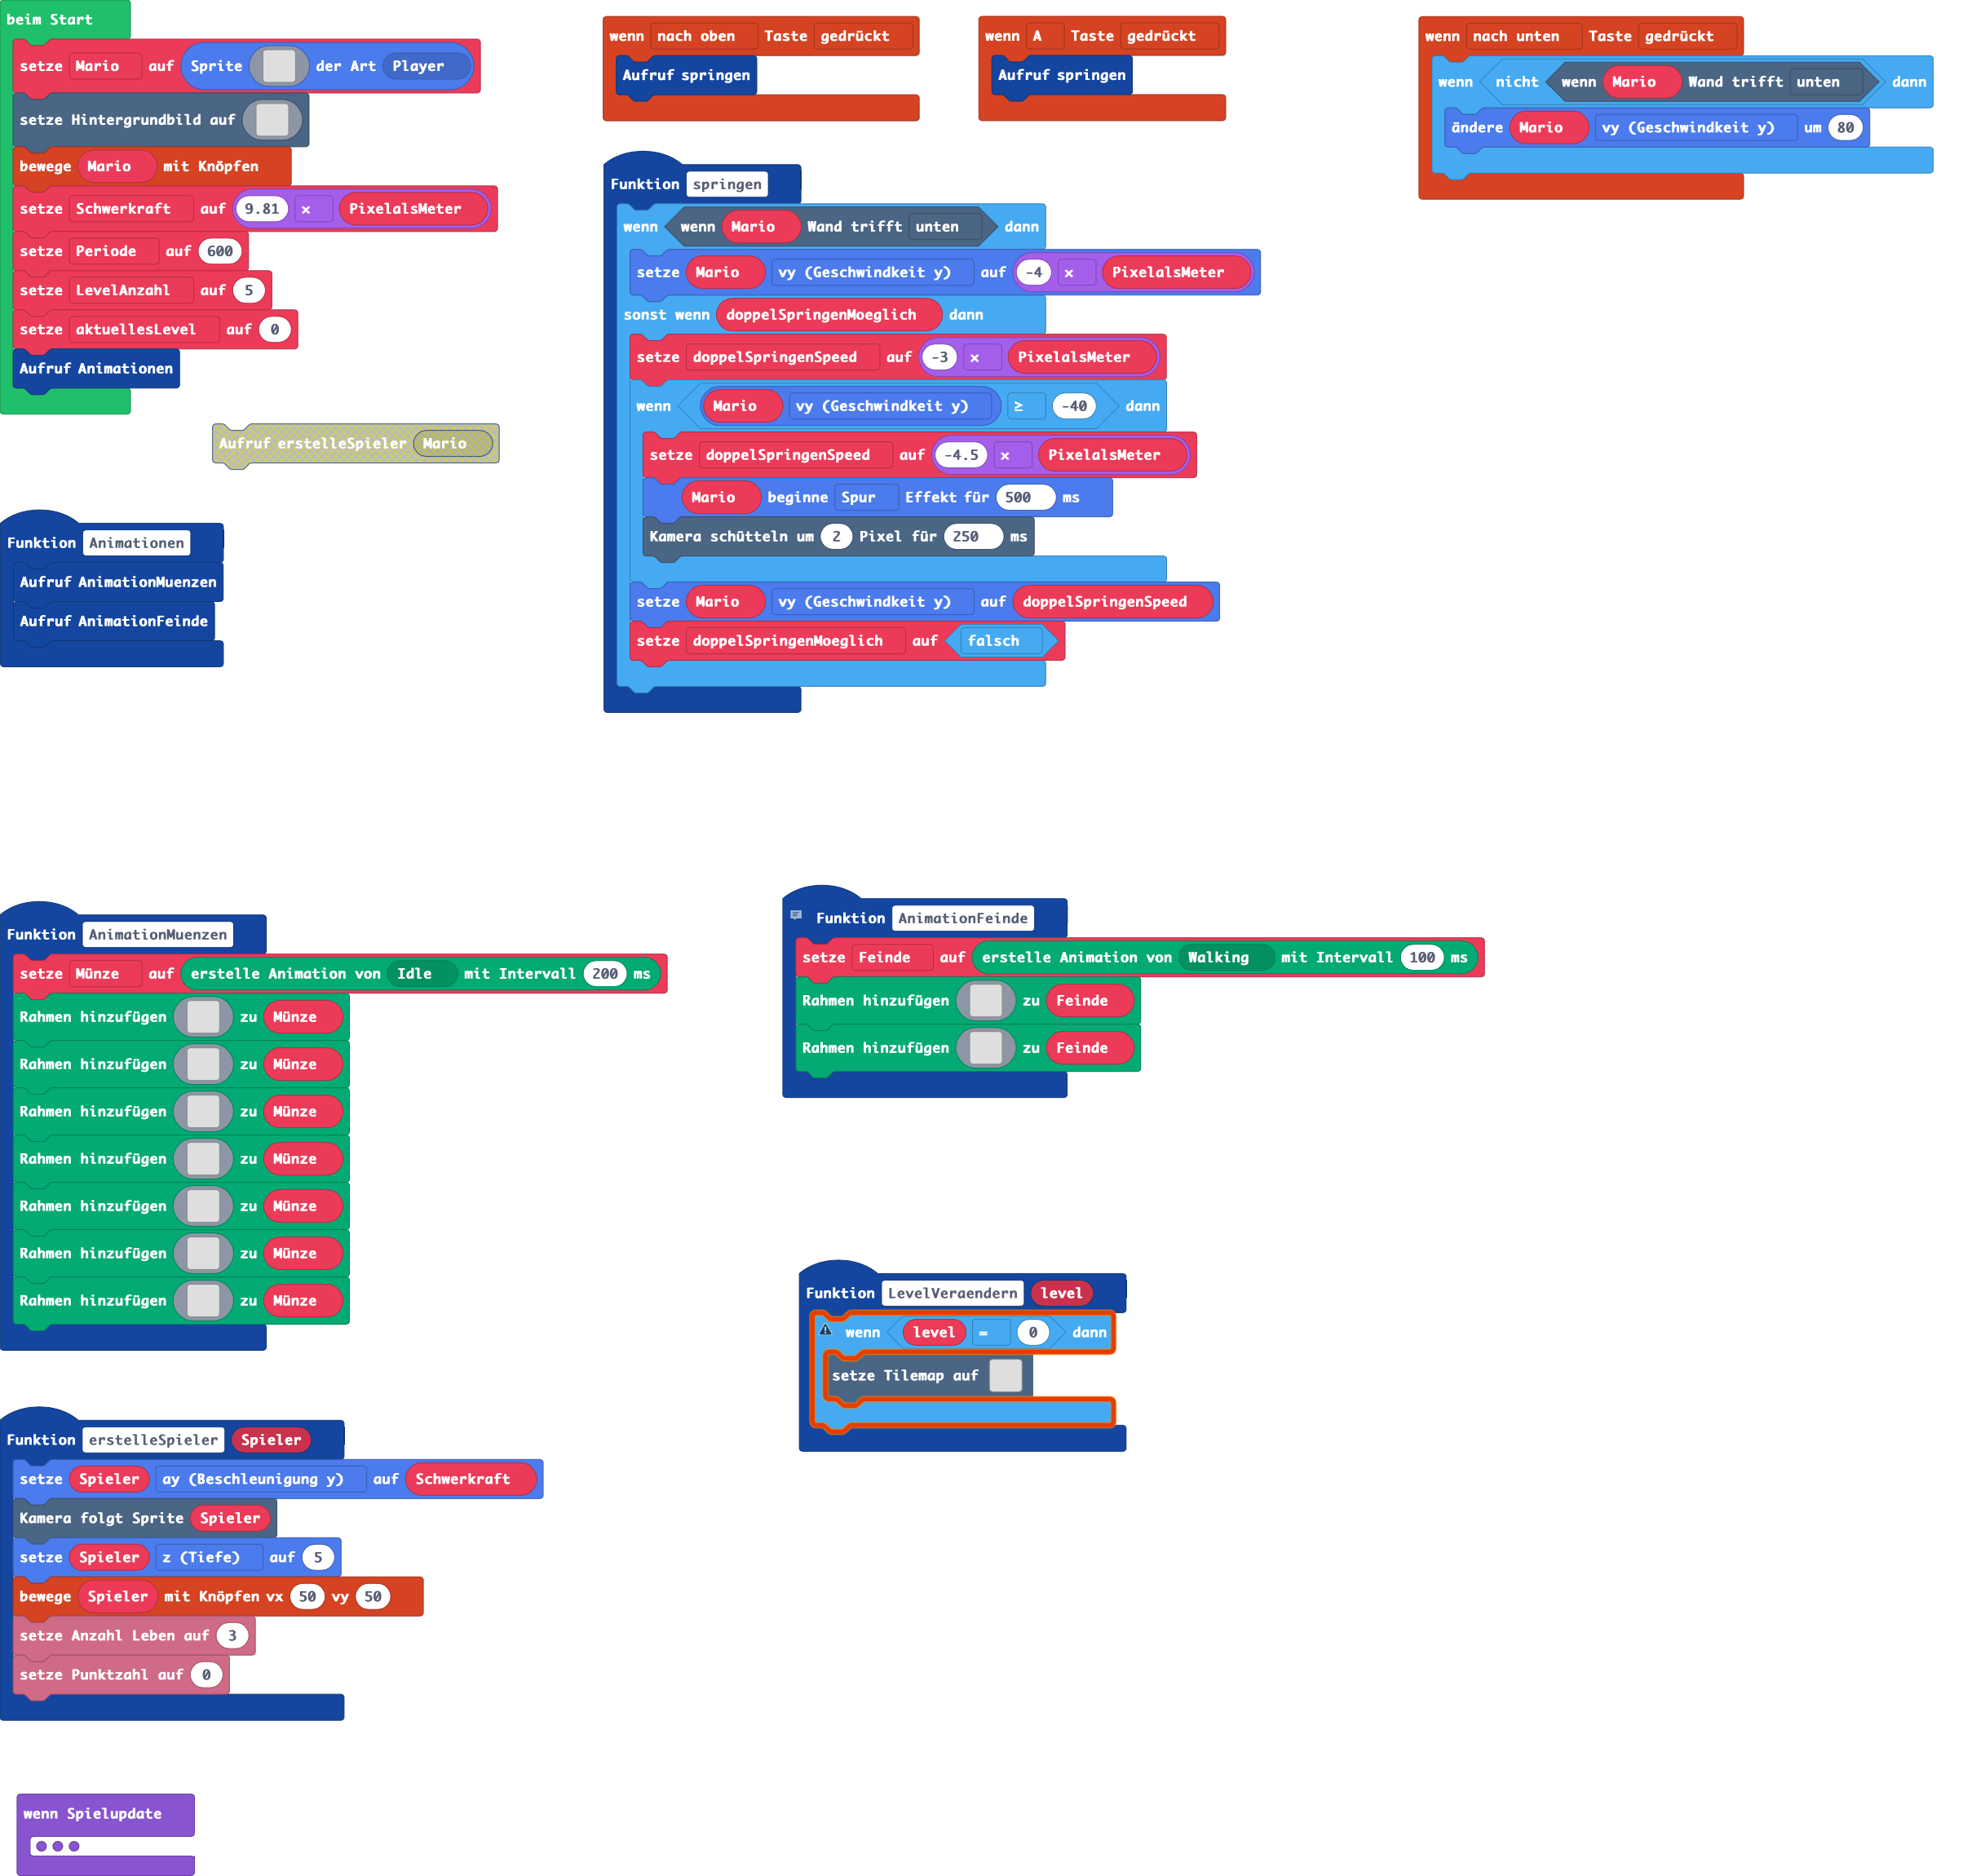 beim Start
setze Mario auf Sprite der Art Player
setze Hintergrundbild auf
bewege Mario mit Knöpfen
setze Schwerkraft auf 9.81 × PixelalsMeter
setze Periode auf 600
setze LevelAnzahl auf 5
setze aktuellesLevel auf 0
Aufruf Animationen
Aufruf erstelleSpieler Mario
Funktion Animationen
Aufruf AnimationMuenzen
Aufruf AnimationFeinde
wenn nach oben Taste gedrückt
Aufruf springen
wenn A Taste gedrückt
Aufruf springen
wenn nach unten Taste gedrückt
wenn nicht wenn Mario Wand trifft unten dann
ändere Mario vy (Geschwindkeit y) um 80
Funktion springen
wenn wenn Mario Wand trifft unten dann
setze Mario vy (Geschwindkeit y) auf -4 × PixelalsMeter
sonst wenn doppelSpringenMoeglich dann
setze doppelSpringenSpeed auf -3 × PixelalsMeter
wenn Mario vy (Geschwindkeit y) ≥ -40 dann
setze doppelSpringenSpeed auf -4.5 × PixelalsMeter
Mario beginne Spur Effekt für 500 ms
Kamera schütteln um 2 Pixel für 250 ms
setze Mario vy (Geschwindkeit y) auf doppelSpringenSpeed
setze doppelSpringenMoeglich auf falsch
Funktion AnimationMuenzen
setze Münze auf erstelle Animation von Idle mit Intervall 200 ms
Rahmen hinzufügen zu Münze
Rahmen hinzufügen zu Münze
Rahmen hinzufügen zu Münze
Rahmen hinzufügen zu Münze
Rahmen hinzufügen zu Münze
Rahmen hinzufügen zu Münze
Rahmen hinzufügen zu Münze
Funktion AnimationFeinde
setze Feinde auf erstelle Animation von Walking mit Intervall 100 ms
Rahmen hinzufügen zu Feinde
Rahmen hinzufügen zu Feinde
Funktion LevelVeraendern level
wenn level = 0 dann
setze Tilemap auf
Funktion erstelleSpieler Spieler
setze Spieler ay (Beschleunigung y) auf Schwerkraft
Kamera folgt Sprite Spieler
setze Spieler z (Tiefe) auf 5
bewege Spieler mit Knöpfen vx 50 vy 50
setze Anzahl Leben auf 3
setze Punktzahl auf 0
wenn Spielupdate